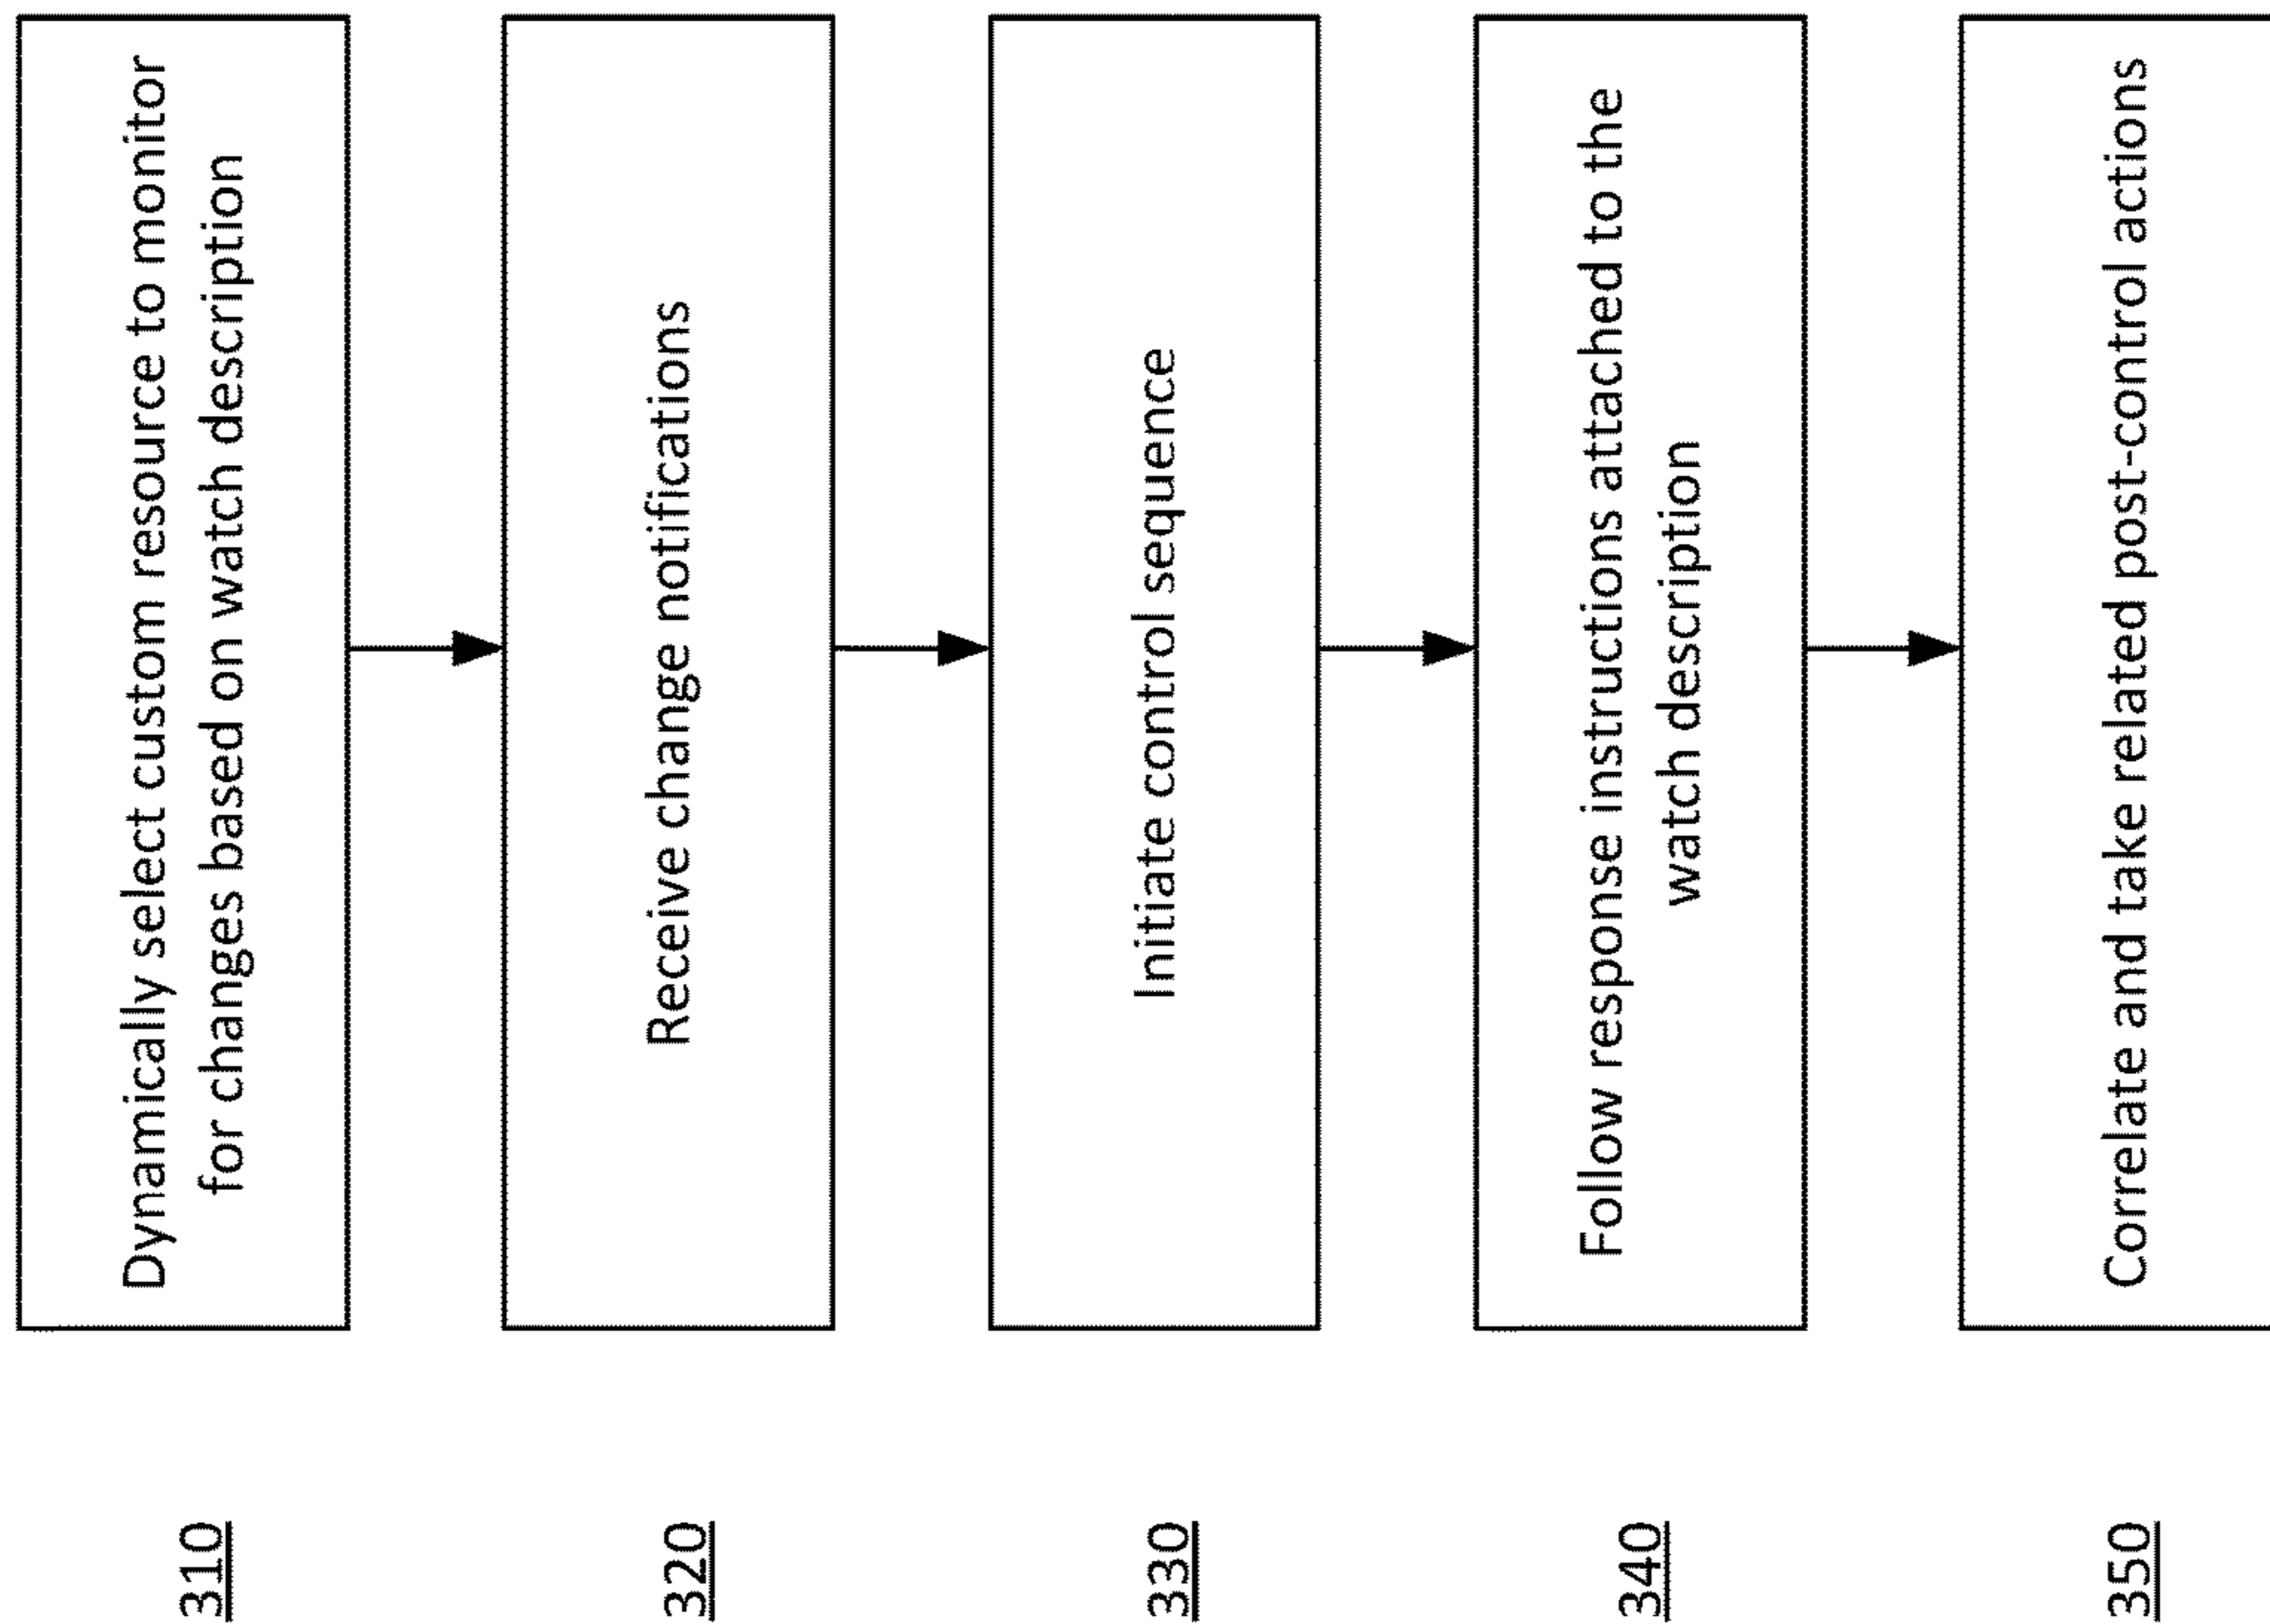 310
Dynamically select custom resource to monitor
for changes based on watch description
320
Receive change notifications
330
Initiate control sequence
340
Follow response instructions attached to the
watch description
350
Correlate and take related post-control actions